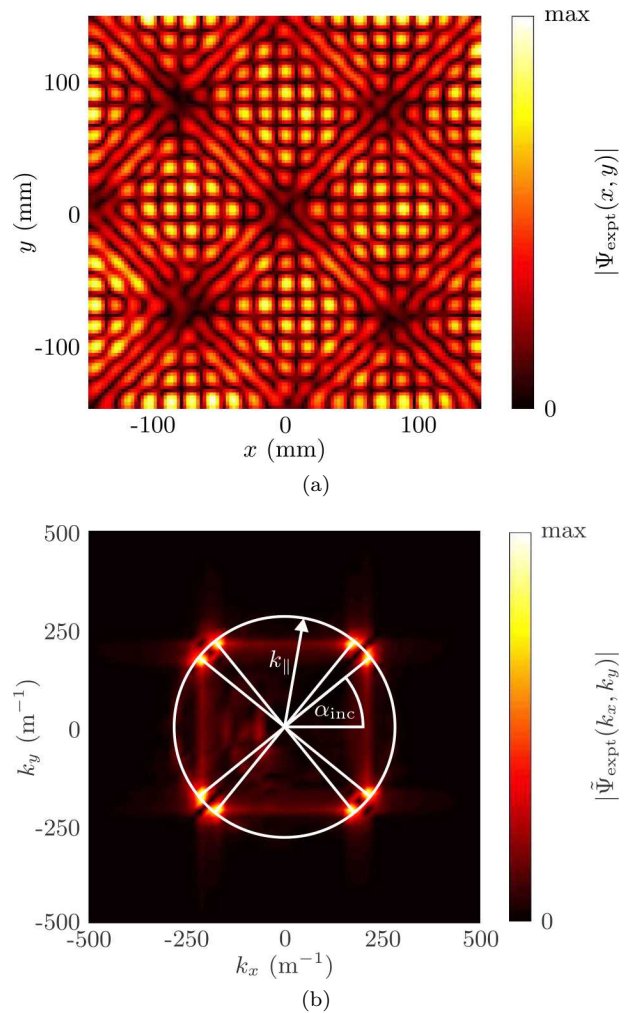 max
100
0
-100
y (mm)
-100
0
100
x (mm)
0
|Ψexpt(x, y)|
(a)
500
250
0
-250
-500
ky (m−1)
k∥
αinc
-500
-250
0
250
500
kx (m−1)
max
0
|Ψ̃expt(kx, ky)|
(b)